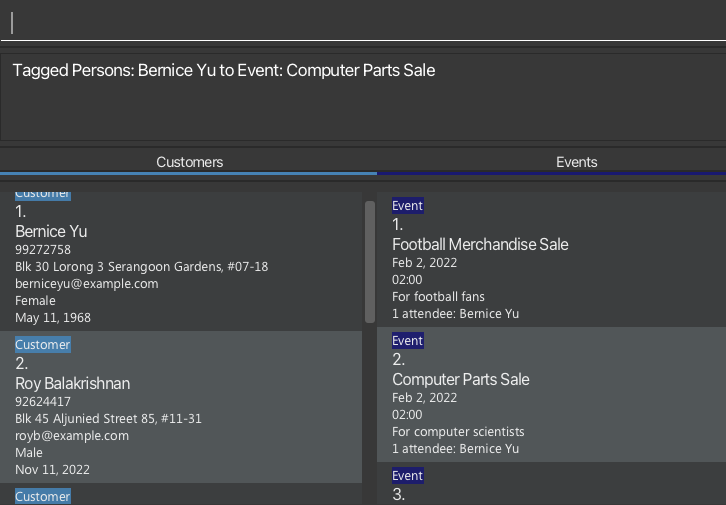 Tagged Persons: Bernice Yu to Event: Computer Parts Sale
Customers
Events
Customer
1.
Bernice Yu
99272758
Blk 30 Lorong 3 Serangoon Gardens, #07-18
berniceyu@example.com
Female
May 11, 1968
Customer
2.
Roy Balakrishnan
92624417
Blk 45 Aljunied Street 85, #11-31
royb@example.com
Male
Nov 11, 2022
Customer
Event
1.
Football Merchandise Sale
Feb 2, 2022
02:00
For football fans
1 attendee: Bernice Yu
Event
2.
Computer Parts Sale
Feb 2, 2022
02:00
For computer scientists
1 attendee: Bernice Yu
Event
3.